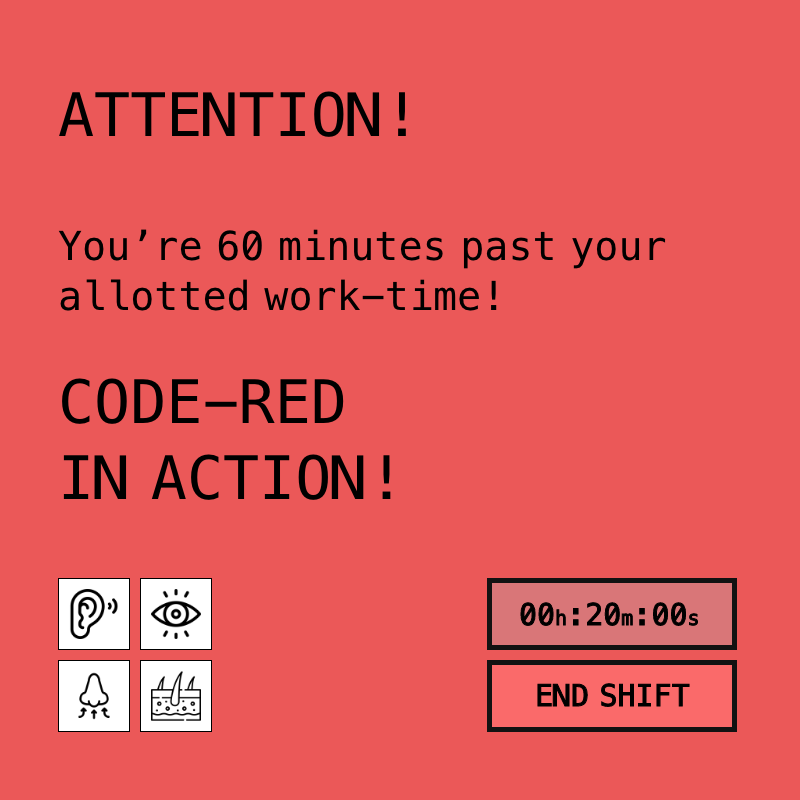 ATTENTION!
You’re 60 minutes past your
allotted work–time!
CODE–RED
IN ACTION!
00h:20m:00s
END SHIFT